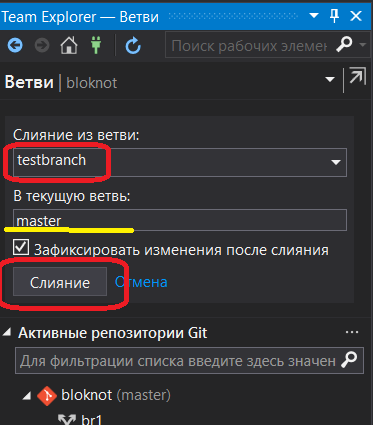 Team Explorer — Ветви
Поиск рабочих элемен
Ветви | bloknot
Слияние из ветви:
testbranch
В текущую ветвь:
master
Зафиксировать изменения после слияния
Слияние Отмена
Активные репозитории Git
Для фильтрации списка введите здесь значен
bloknot (master)
br1